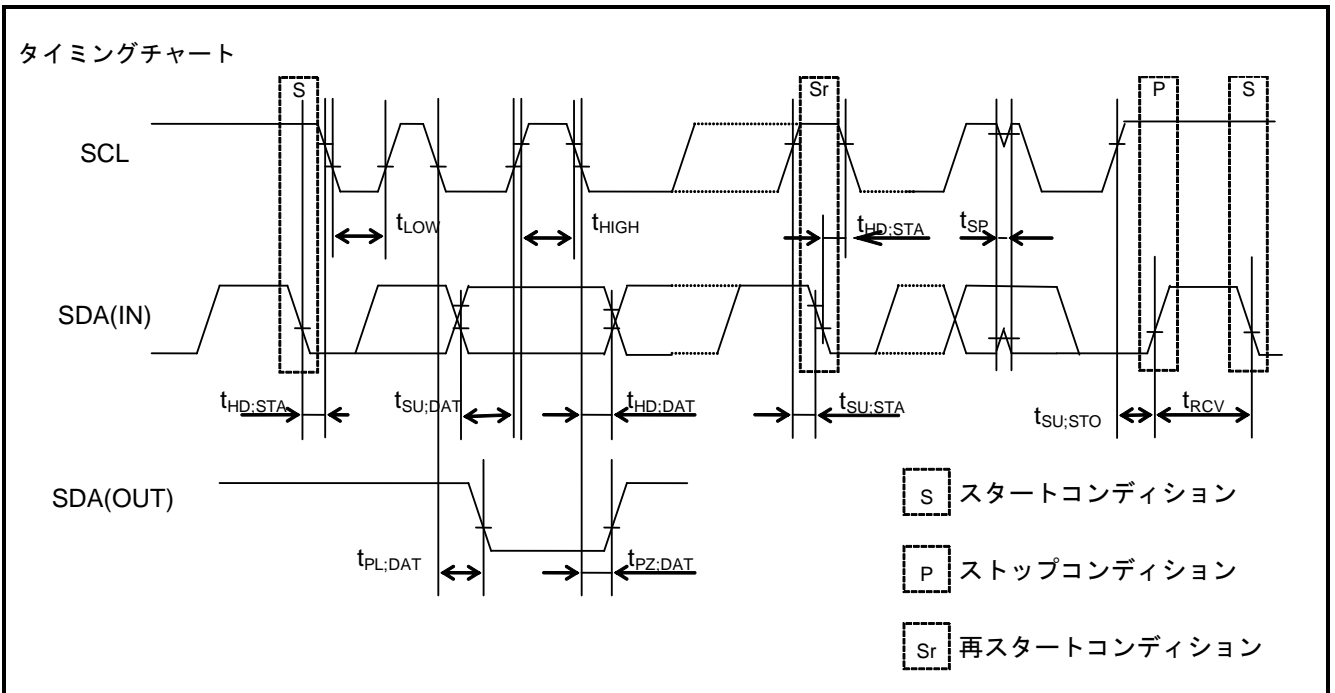 タイミングチャート
S
Sr
P
S
SCL
tLOW
tHIGH
tHD;STA
tSP
SDA(IN)
tHD;STA
tSU;DAT
tHD;DAT
tSU;STA
tSU;STO
tRCV
SDA(OUT)
tPL;DAT
tPZ;DAT
S スタートコンディション
P ストップコンディション
Sr 再スタートコンディション